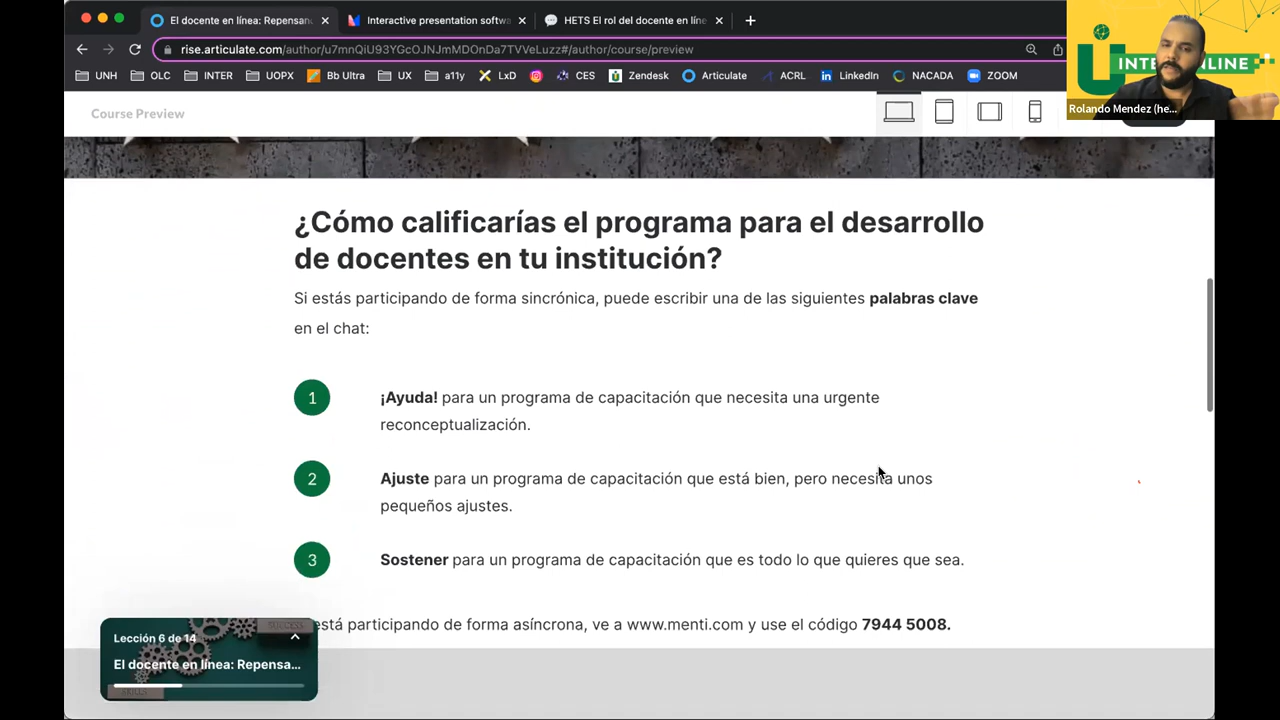 El docente en línea: Repensand
Interactive presentation softwa
HETS El rol del docente en líne
rise.articulate.com/author/u7mnQiU93YGcOJNJmMDOnDa7TVVeLuzz#/author/course/preview
UNH
OLC
INTER
UOPX
Bb Ultra
UX
a11y
LxD
CES
Zendesk
Articulate
ACRL
LinkedIn
NACADA
ZOOM
Rolando Mendez (he...
Course Preview
¿Cómo calificarías el programa para el desarrollo
de docentes en tu institución?
Si estás participando de forma sincrónica, puede escribir una de las siguientes palabras clave
en el chat:
1 ¡Ayuda! para un programa de capacitación que necesita una urgente
reconceptualización.
2 Ajuste para un programa de capacitación que está bien, pero necesita unos
pequeños ajustes.
3 Sostener para un programa de capacitación que es todo lo que quieres que sea.
está participando de forma asíncrona, ve a www.menti.com y use el código 7944 5008.
SUCCESS
Lección 6 de 14
El docente en línea: Repensa...
SKILLS